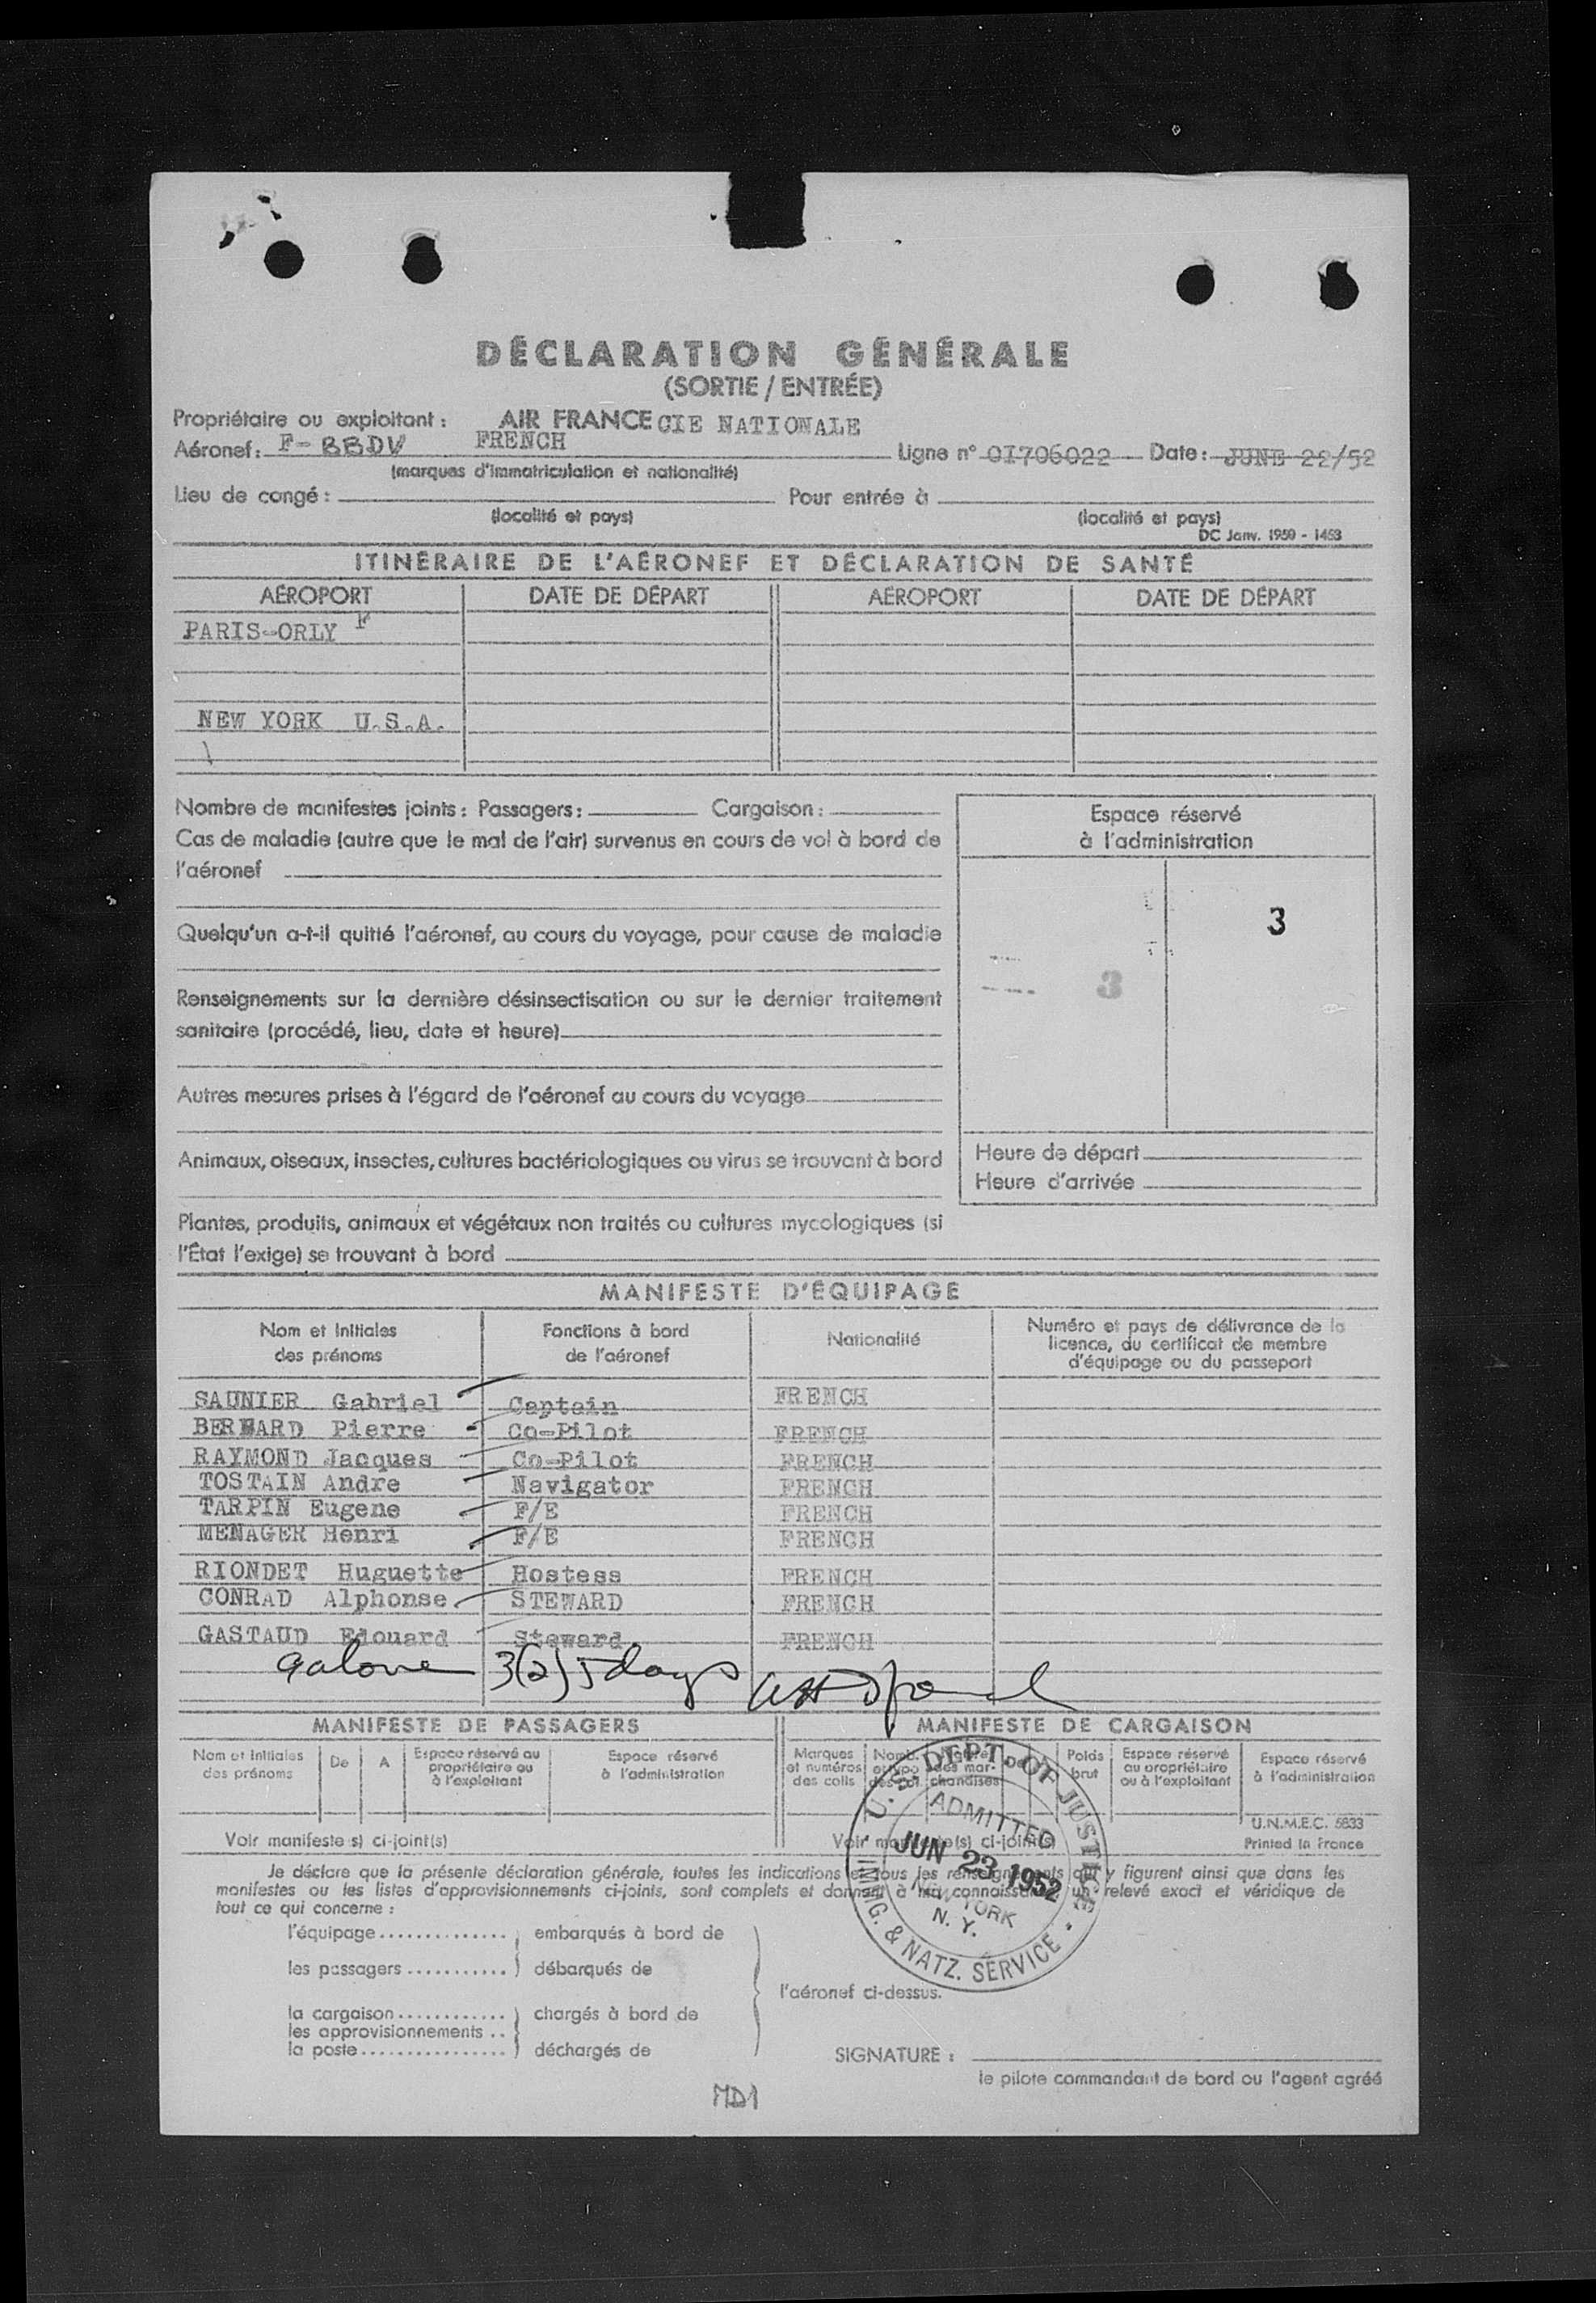 DÉCLARATION GÉNÉRALE
(SORTIE / ENTRÉE)
Propriétaire ou exploitant : AIR FRANCE CIE NATIONALE
Aéronef : F-BBDV FRENCH Ligne n° 01706022 Date : JUNE 22/52
(marques d'immatriculation et nationalité)
Lieu de congé : Pour entrée à
(localité et pays) (localité et pays)
DC Janv. 1950 - 1453
ITINÉRAIRE DE L'AÉRONEF ET DÉCLARATION DE SANTÉ
AÉROPORT DATE DE DÉPART AÉROPORT DATE DE DÉPART
PARIS-ORLY F
NEW YORK U.S.A.
Nombre de manifestes joints : Passagers : Cargaison :
Cas de maladie (autre que le mal de l'air) survenus en cours de vol à bord de
l'aéronef
Quelqu'un a-t-il quitté l'aéronef, au cours du voyage, pour cause de maladie
Renseignements sur la dernière désinsectisation ou sur le dernier traitement
sanitaire (procédé, lieu, date et heure)
Autres mesures prises à l'égard de l'aéronef au cours du voyage
Animaux, oiseaux, insectes, cultures bactériologiques ou virus se trouvant à bord
Plantes, produits, animaux et végétaux non traités ou cultures mycologiques (si
l'État l'exige) se trouvant à bord
Espace réservé
à l'administration
3
3
Heure de départ
Heure d'arrivée
MANIFESTE D'ÉQUIPAGE
Nom et Initiales
des prénoms
Fonctions à bord
de l'aéronef
Nationalité
Numéro et pays de délivrance de la
licence, du certificat de membre
d'équipage ou du passeport
SAUNIER Gabriel Captain FRENCH
BERNARD Pierre Co-Pilot FRENCH
RAYMOND Jacques Co-Pilot FRENCH
TOSTAIN Andre Navigator FRENCH
TARPIN Eugene F/E FRENCH
MENAGER Henri F/E FRENCH
RIONDET Huguette Hostess FRENCH
CONRAD Alphonse STEWARD FRENCH
GASTAUD Edouard Steward FRENCH
9 above 3(2) 5 days
MANIFESTE DE PASSAGERS MANIFESTE DE CARGAISON
Nom et Initiales
des prénoms
De
A
Espace réservé au
propriétaire ou
à l'exploitant
Espace réservé
à l'administration
Marques
et numéros
des colis
Poids
brut
Espace réservé
au propriétaire
ou à l'exploitant
Espace réservé
à l'administration
U.N.M.E.C. 5833
Voir manifeste(s) ci-joint(s) Voir manifeste(s) ci-joint(s) Printed in France
U.S. DEPT. OF JUSTICE
ADMITTED
JUN 23 1952
NEW YORK
N. Y.
IMMG. & NATZ. SERVICE
Je déclare que la présente déclaration générale, toutes les indications et tous les renseignements qui y figurent ainsi que dans les
manifestes ou les listes d'approvisionnements ci-joints, sont complets et donnent à ma connaissance un relevé exact et véridique de
tout ce qui concerne :
l'équipage .............. embarqués à bord de
les passagers ........... débarqués de
l'aéronef ci-dessus.
la cargaison ............ chargés à bord de
les approvisionnements ..
la poste ................ déchargés de
SIGNATURE :
le pilote commandant de bord ou l'agent agréé
MD1